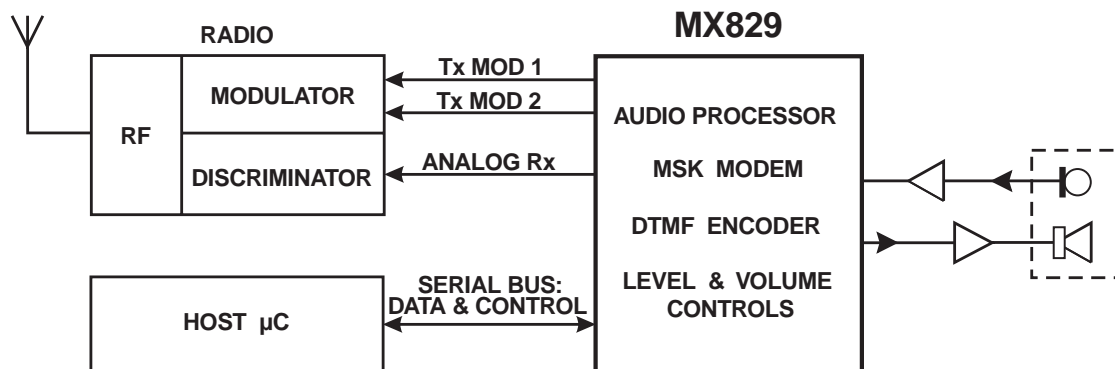 MX829
RADIO
RF
MODULATOR
DISCRIMINATOR
Tx MOD 1
Tx MOD 2
ANALOG Rx
AUDIO PROCESSOR
MSK MODEM
DTMF ENCODER
LEVEL & VOLUME
CONTROLS
SERIAL BUS:
DATA & CONTROL
HOST µC